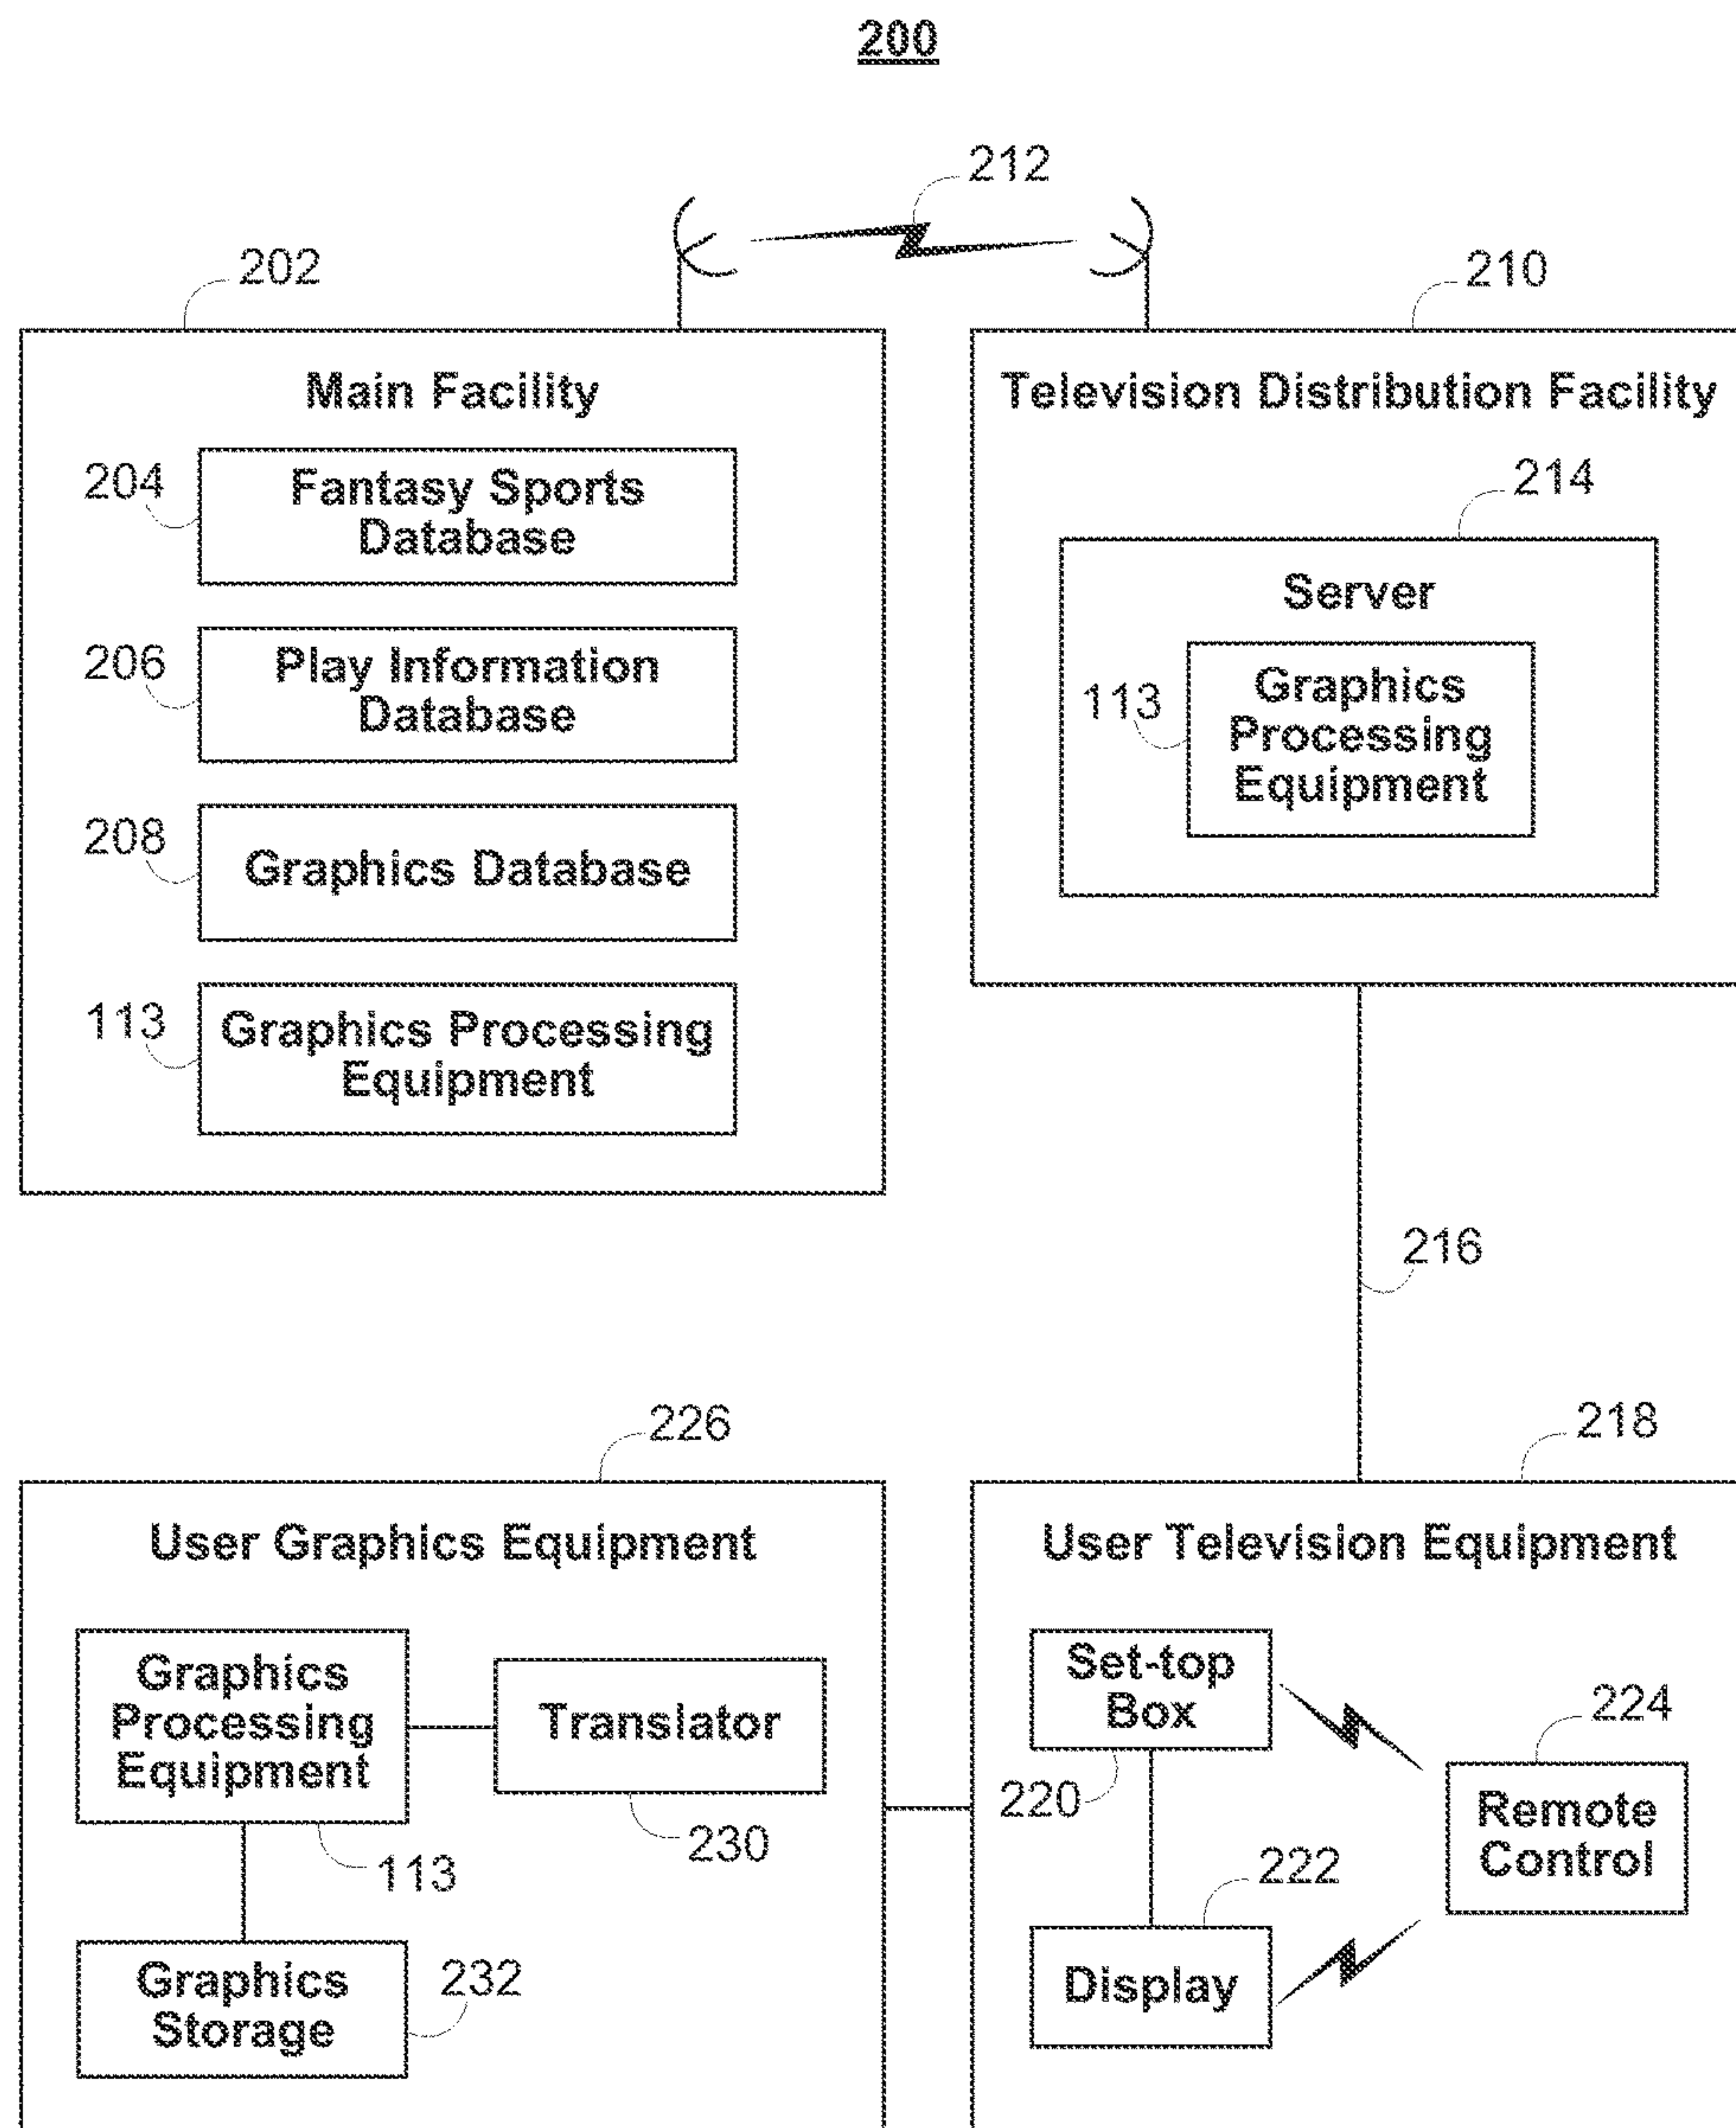 200
212
202
210
Main Facility
204
Fantasy Sports
Database
206
Play Information
Database
208
Graphics Database
113
Graphics Processing
Equipment
Television Distribution Facility
214
Server
113
Graphics
Processing
Equipment
216
226
218
User Graphics Equipment
Graphics
Processing
Equipment
Translator
230
113
Graphics
Storage
232
User Television Equipment
Set-top
Box
220
224
Remote
Control
222
Display